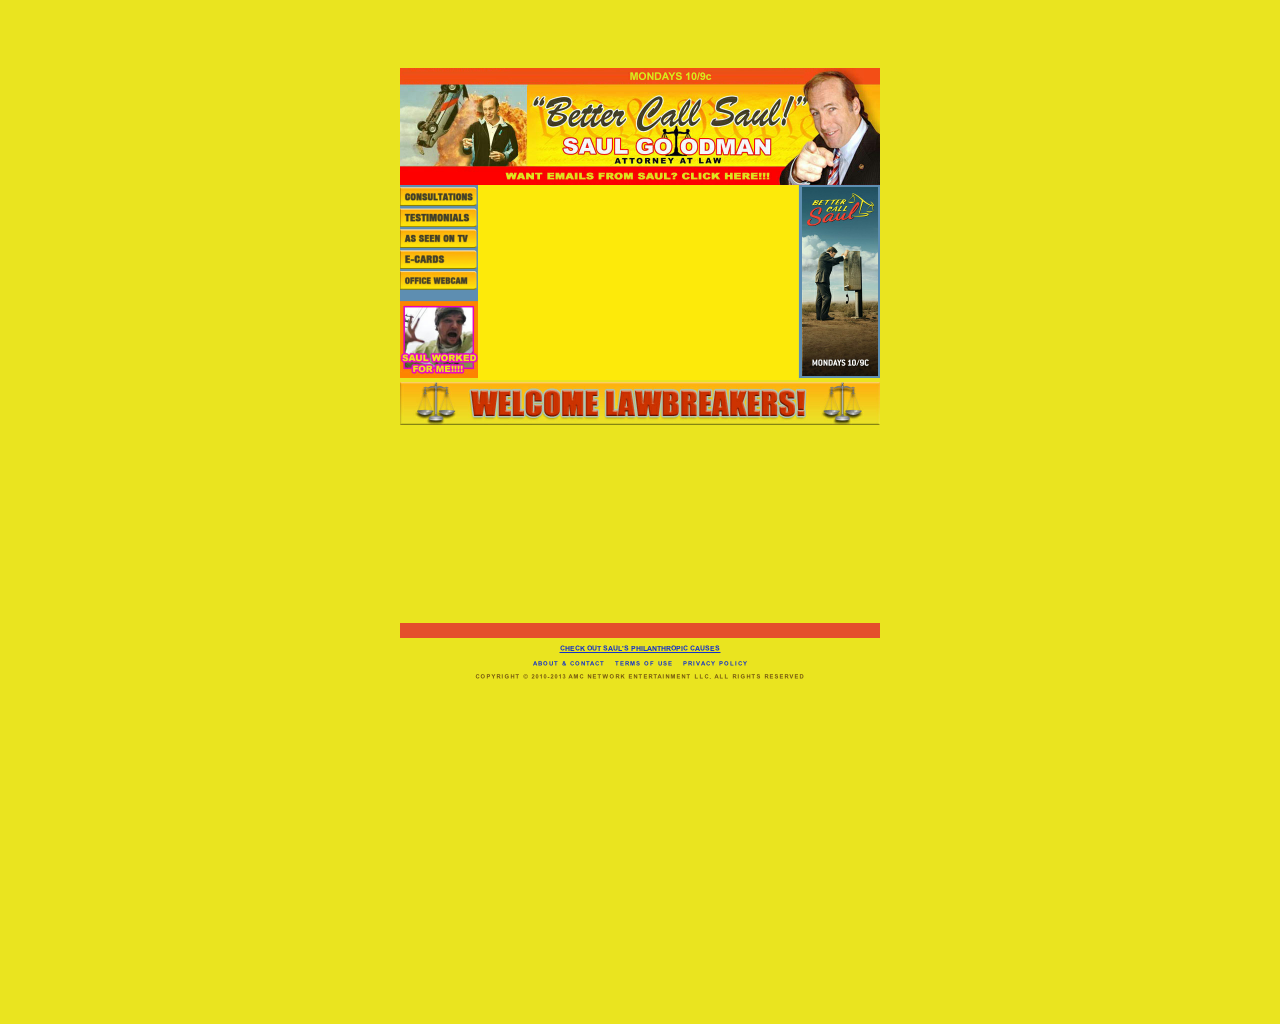 MONDAYS 10/9c
"Better Call Saul!"
SAUL GOODMAN
ATTORNEY AT LAW
WANT EMAILS FROM SAUL? CLICK HERE!!!
CONSULTATIONS
TESTIMONIALS
AS SEEN ON TV
E-CARDS
OFFICE WEBCAM
SAUL WORKED
FOR ME!!!!
BETTER
CALL
Saul
MONDAYS 10/9C
WELCOME LAWBREAKERS!
CHECK OUT SAUL'S PHILANTHROPIC CAUSES
ABOUT & CONTACT TERMS OF USE PRIVACY POLICY
COPYRIGHT © 2010-2013 AMC NETWORK ENTERTAINMENT LLC. ALL RIGHTS RESERVED